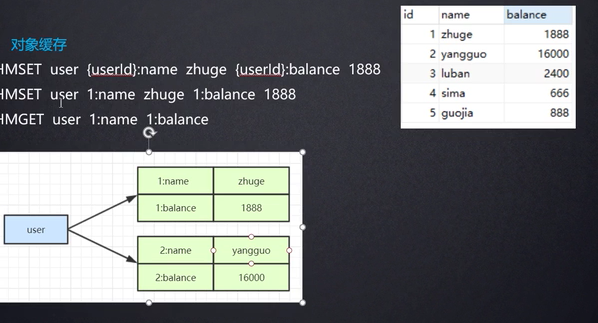 对象缓存
HMSET user {userId}:name zhuge {userId}:balance 1888
HMSET user 1:name zhuge 1:balance 1888
HMGET user 1:name 1:balance
id name balance
1 zhuge 1888
2 yangguo 16000
3 luban 2400
4 sima 666
5 guojia 888
user
1:name zhuge
1:balance 1888
2:name yangguo
2:balance 16000